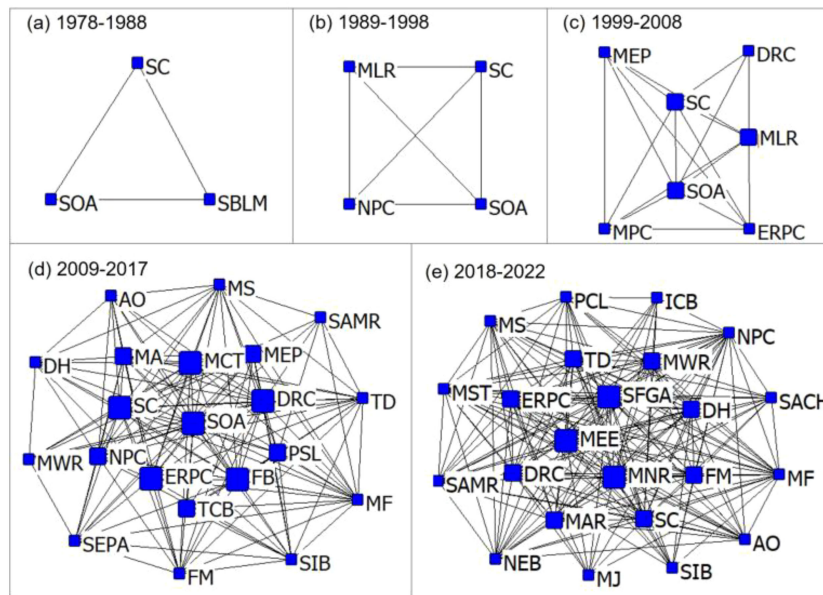 (a) 1978-1988
SC
SOA
SBLM
(b) 1989-1998
MLR
SC
NPC
SOA
(c) 1999-2008
MEP
DRC
SC
MLR
SOA
MPC
ERPC
(d) 2009-2017
MS
AO
SAMR
MA
MCT
MEP
DH
SC
DRC
TD
SOA
MWR
NPC
PSL
ERPC
FB
MF
TCB
SEPA
FM
SIB
(e) 2018-2022
PCL
ICB
MS
NPC
TD
MWR
MST
ERPC
SFGA
DH
SACH
MEE
SAMR
DRC
MNR
FM
MF
MAR
SC
AO
NEB
MJ
SIB